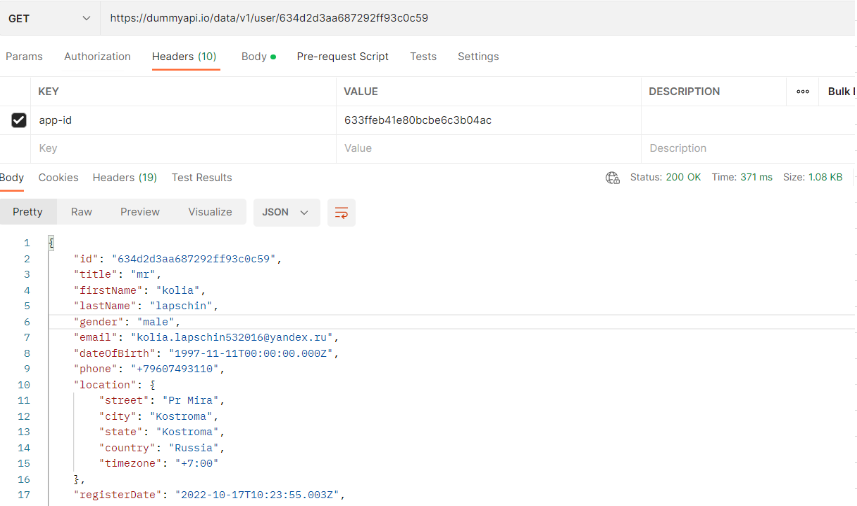 GET https://dummyapi.io/data/v1/user/634d2d3aa687292ff93c0c59
Params Authorization Headers (10) Body Pre-request Script Tests Settings
KEY VALUE DESCRIPTION ooo Bulk
app-id 633ffeb41e80bcbe6c3b04ac
Key Value Description
Body Cookies Headers (19) Test Results Status: 200 OK Time: 371 ms Size: 1.08 KB
Pretty Raw Preview Visualize JSON
1 {
2 "id": "634d2d3aa687292ff93c0c59",
3 "title": "mr",
4 "firstName": "kolia",
5 "lastName": "lapschin",
6 "gender": "male",
7 "email": "kolia.lapschin532016@yandex.ru",
8 "dateOfBirth": "1997-11-11T00:00:00.000Z",
9 "phone": "+79607493110",
10 "location": {
11 "street": "Pr Mira",
12 "city": "Kostroma",
13 "state": "Kostroma",
14 "country": "Russia",
15 "timezone": "+7:00"
16 },
17 "registerDate": "2022-10-17T10:23:55.003Z",